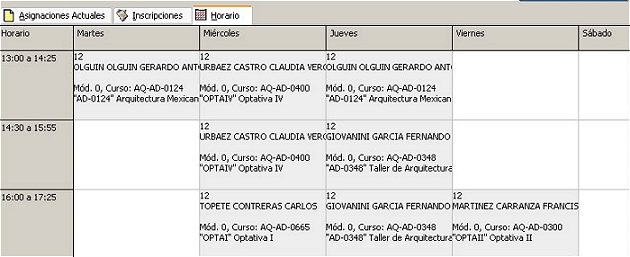 Asignaciones Actuales Inscripciones Horario
Horario Martes Miércoles Jueves Viernes Sábado
13:00 a 14:25
12
OLGUIN OLGUIN GERARDO ANT
Mód. 0, Curso: AQ-AD-0124
"AD-0124" Arquitectura Mexican
12
URBAEZ CASTRO CLAUDIA VER
Mód. 0, Curso: AQ-AD-0400
"OPTAIV" Optativa IV
12
OLGUIN OLGUIN GERARDO ANT
Mód. 0, Curso: AQ-AD-0124
"AD-0124" Arquitectura Mexican
14:30 a 15:55
12
URBAEZ CASTRO CLAUDIA VER
Mód. 0, Curso: AQ-AD-0400
"OPTAIV" Optativa IV
12
GIOVANINI GARCIA FERNANDO
Mód. 0, Curso: AQ-AD-0348
"AD-0348" Taller de Arquitectura
16:00 a 17:25
12
TOPETE CONTRERAS CARLOS
Mód. 0, Curso: AQ-AD-0665
"OPTAI" Optativa I
12
GIOVANINI GARCIA FERNANDO
Mód. 0, Curso: AQ-AD-0348
"AD-0348" Taller de Arquitectura
12
MARTINEZ CARRANZA FRANCIS
Mód. 0, Curso: AQ-AD-0300
"OPTAII" Optativa II